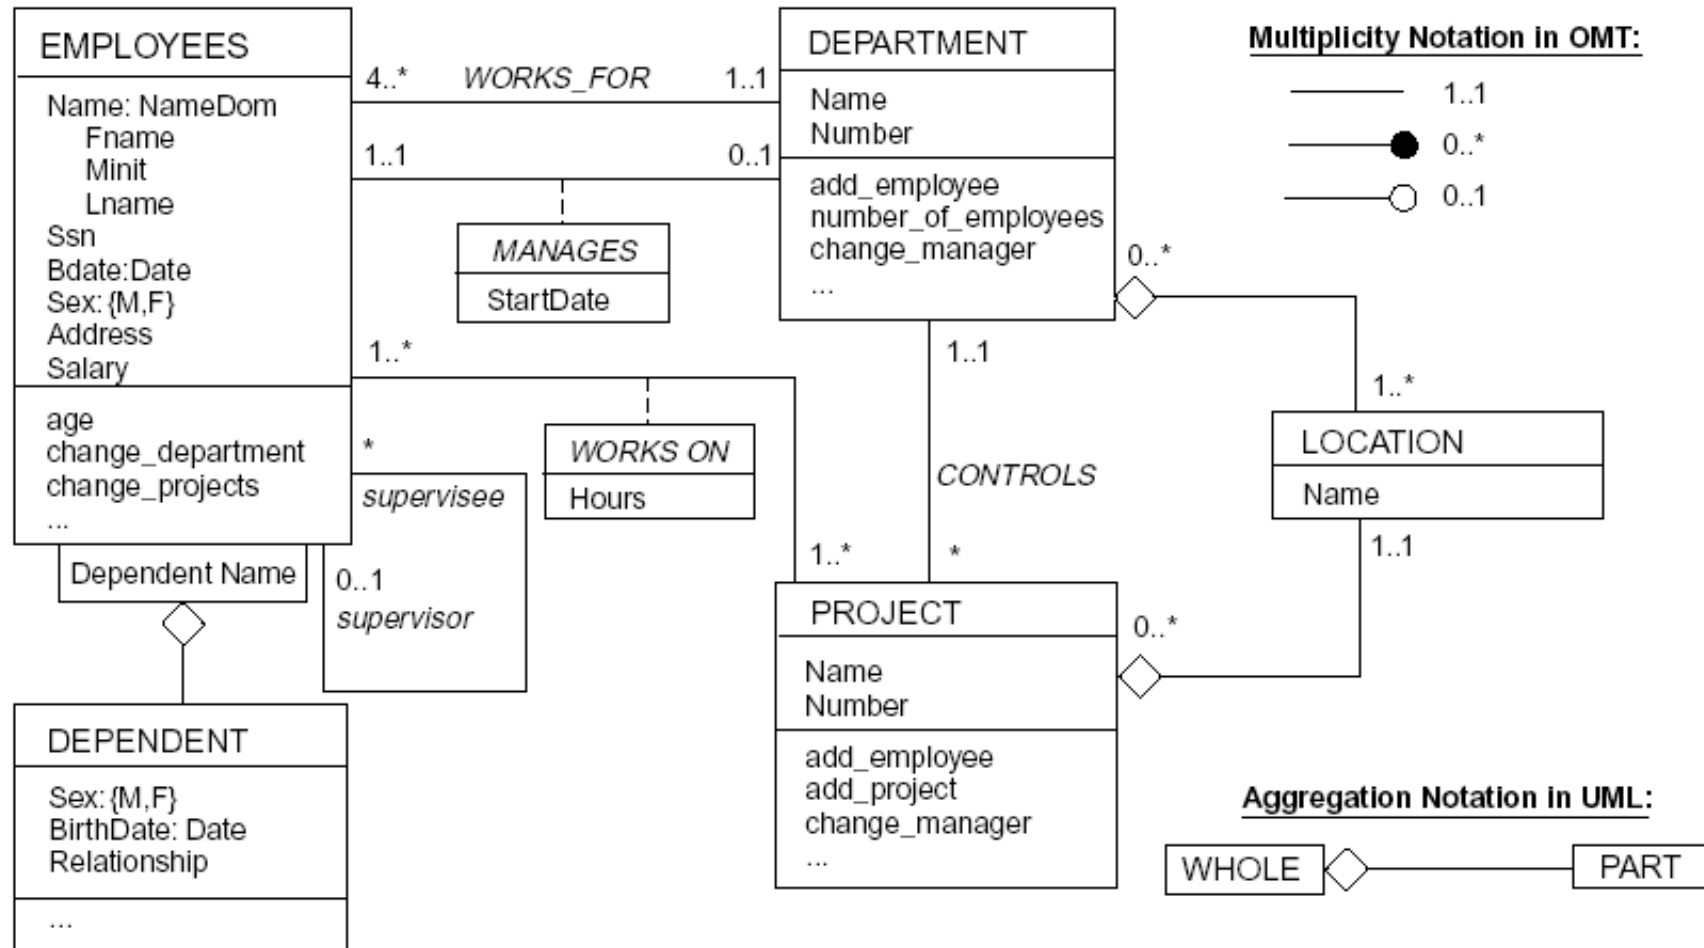 EMPLOYEES
Name: NameDom
Fname
Minit
Lname
Ssn
Bdate:Date
Sex:{M,F}
Address
Salary
age
change_department
change_projects
...
4..*
WORKS_FOR
1..1
1..1
0..1
MANAGES
StartDate
1..*
WORKS ON
Hours
1..*
*
supervisee
0..1
supervisor
Dependent Name
DEPENDENT
Sex:{M,F}
BirthDate: Date
Relationship
...
DEPARTMENT
Name
Number
add_employee
number_of_employees
change_manager
...
0..*
1..1
CONTROLS
*
PROJECT
Name
Number
add_employee
add_project
change_manager
...
0..*
1..*
LOCATION
Name
1..1
Multiplicity Notation in OMT:
1..1
0..*
0..1
Aggregation Notation in UML:
WHOLE
PART